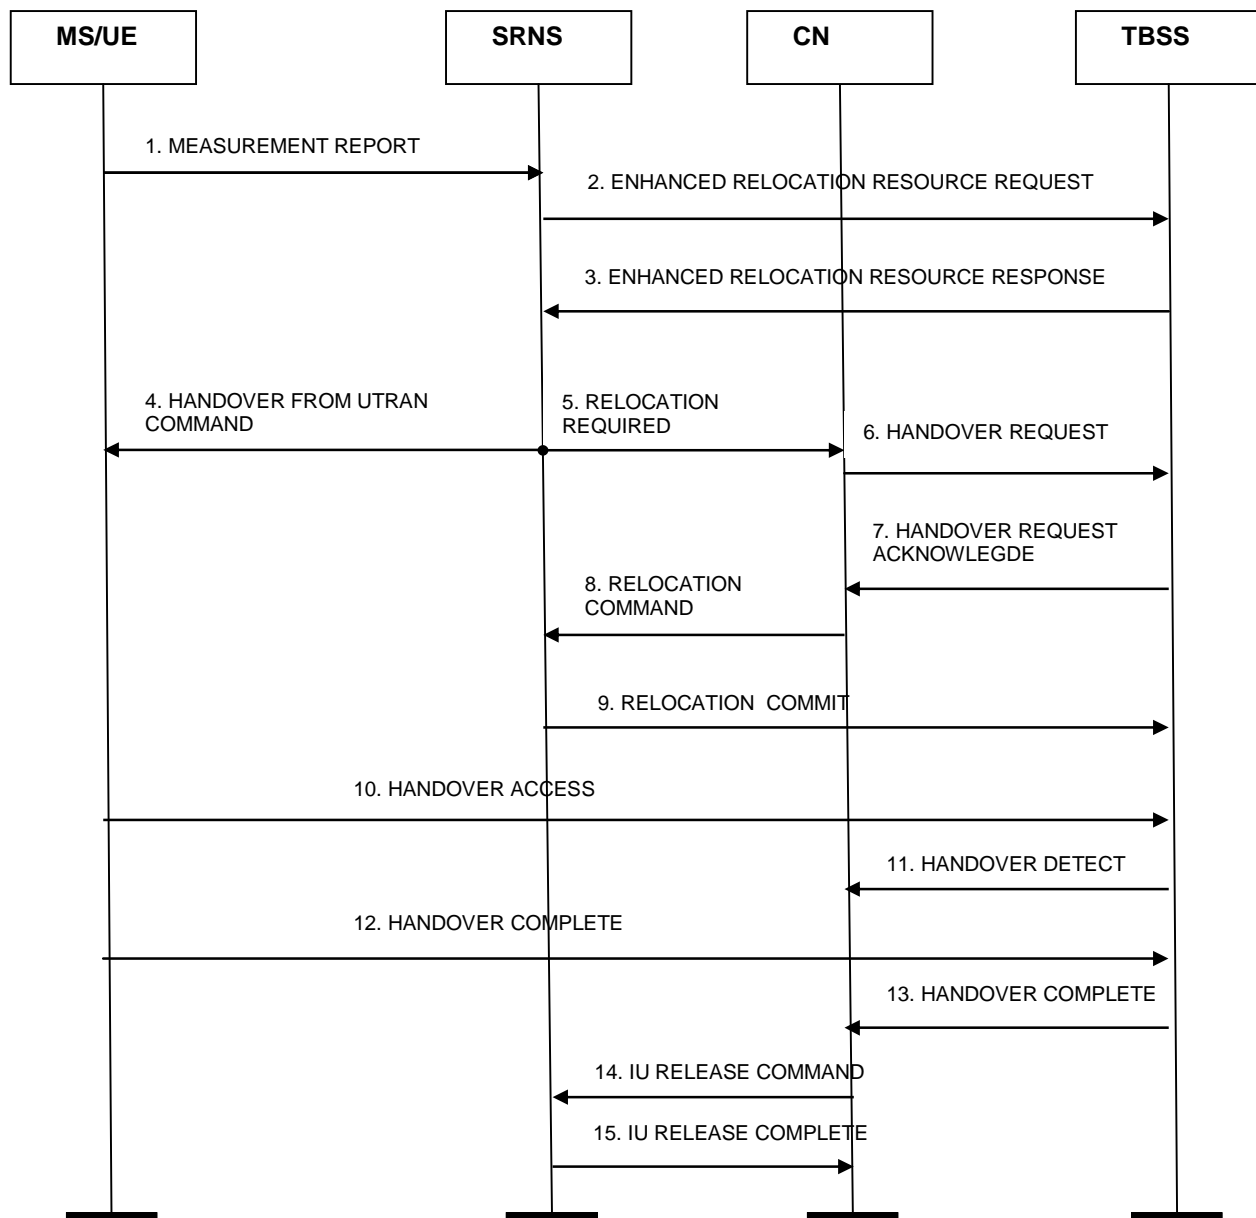 MS/UE
SRNS
CN
TBSS
1. MEASUREMENT REPORT
2. ENHANCED RELOCATION RESOURCE REQUEST
3. ENHANCED RELOCATION RESOURCE RESPONSE
4. HANDOVER FROM UTRAN
COMMAND
5. RELOCATION
REQUIRED
6. HANDOVER REQUEST
7. HANDOVER REQUEST
ACKNOWLEGDE
8. RELOCATION
COMMAND
9. RELOCATION  COMMIT
10. HANDOVER ACCESS
11. HANDOVER DETECT
12. HANDOVER COMPLETE
13. HANDOVER COMPLETE
14. IU RELEASE COMMAND
15. IU RELEASE COMPLETE